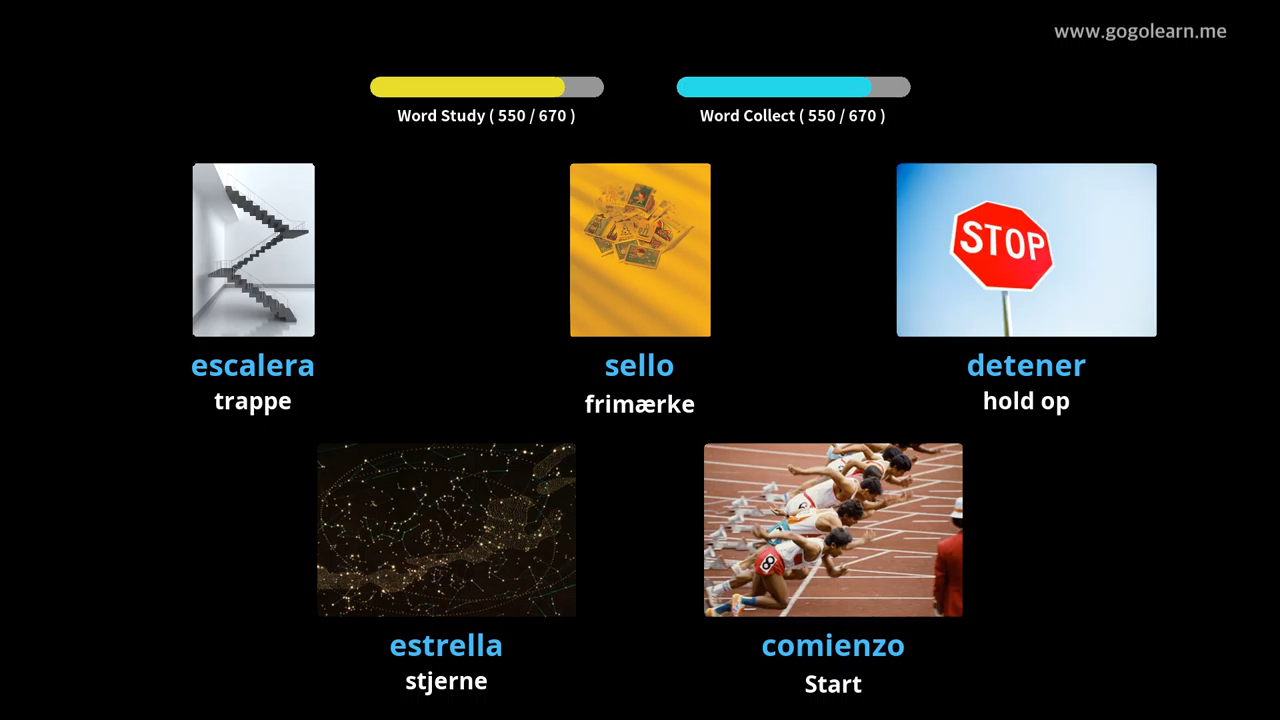 www.gogolearn.me
Word Study ( 550 / 670 )
Word Collect ( 550 / 670 )
STOP
escalera
trappe
sello
frimærke
detener
hold op
8
estrella
stjerne
comienzo
Start